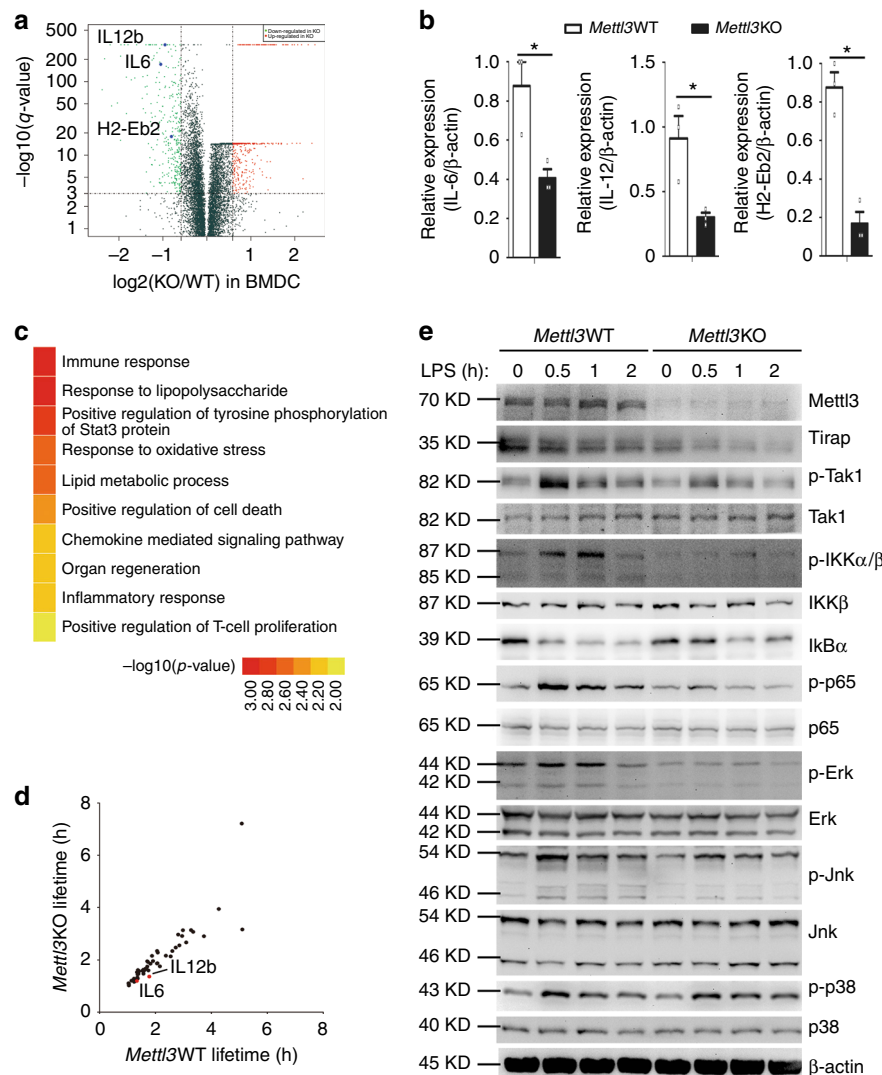 a
IL12b
IL6
H2-Eb2
Down-regulated in KO
Up-regulated in KO
500
300
200
100
50
20
10
5
3
2
1
−log10(q-value)
−2 −1 0 1 2
log2(KO/WT) in BMDC
b
Mettl3WT Mettl3KO
Relative expression
(IL-6/β-actin)
1.0
0.8
0.6
0.4
0.2
0
*
Relative expression
(IL-12/β-actin)
1.5
1.0
0.5
0
*
Relative expression
(H2-Eb2/β-actin)
1.0
0.8
0.6
0.4
0.2
0
*
c
Immune response
Response to lipopolysaccharide
Positive regulation of tyrosine phosphorylation
of Stat3 protein
Response to oxidative stress
Lipid metabolic process
Positive regulation of cell death
Chemokine mediated signaling pathway
Organ regeneration
Inflammatory response
Positive regulation of T-cell proliferation
−log10(p-value)
3.00 2.80 2.60 2.40 2.20 2.00
d
Mettl3KO lifetime (h)
8
6
4
2
0
IL12b
IL6
0 2 4 6 8
Mettl3WT lifetime (h)
e
Mettl3WT Mettl3KO
LPS (h): 0 0.5 1 2 0 0.5 1 2
70 KD Mettl3
35 KD Tirap
82 KD p-Tak1
82 KD Tak1
87 KD p-IKKα/β
85 KD
87 KD IKKβ
39 KD IkBα
65 KD p-p65
65 KD p65
44 KD p-Erk
42 KD
44 KD Erk
42 KD
54 KD p-Jnk
46 KD
54 KD Jnk
46 KD
43 KD p-p38
40 KD p38
45 KD β-actin